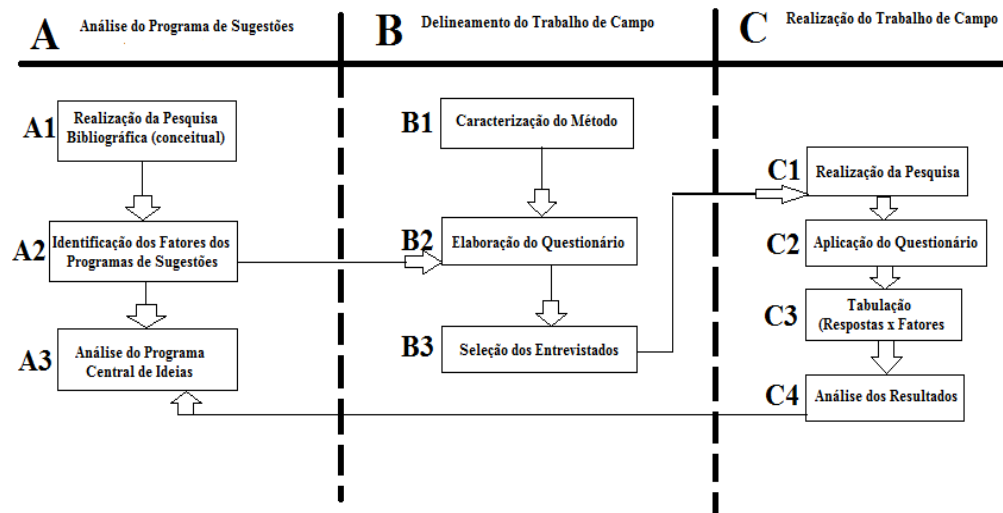 A Análise do Programa de Sugestões
B Delineamento do Trabalho de Campo
C Realização do Trabalho de Campo
A1
Realização da Pesquisa
Bibliográfica (conceitual)
A2
Identificação dos Fatores dos
Programas de Sugestões
A3
Análise do Programa
Central de Ideias
B1
Caracterização do Método
B2
Elaboração do Questionário
B3
Seleção dos Entrevistados
C1
Realização da Pesquisa
C2
Aplicação do Questionário
C3
Tabulação
(Respostas x Fatores
C4
Análise dos Resultados